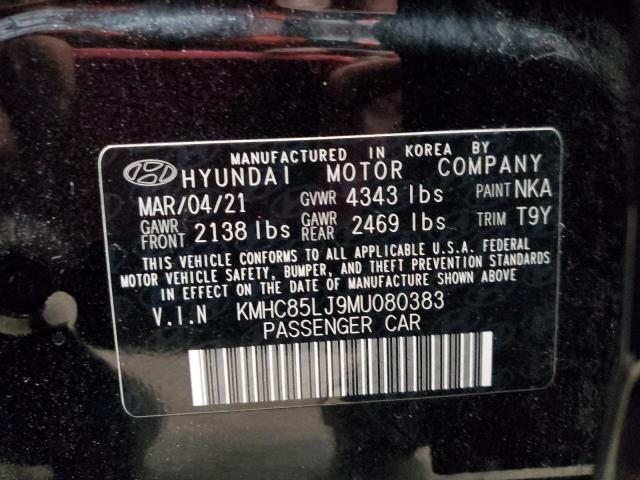 MANUFACTURED IN KOREA BY
HYUNDAI MOTOR COMPANY
MAR/04/21 GVWR 4343 lbs PAINT NKA
GAWR FRONT 2138 lbs GAWR REAR 2469 lbs TRIM T9Y
THIS VEHICLE CONFORMS TO ALL APPLICABLE U.S.A. FEDERAL
MOTOR VEHICLE SAFETY, BUMPER, AND THEFT PREVENTION STANDARDS
IN EFFECT ON THE DATE OF MANUFACTURE SHOWN ABOVE
V.I.N KMHC85LJ9MU080383
PASSENGER CAR